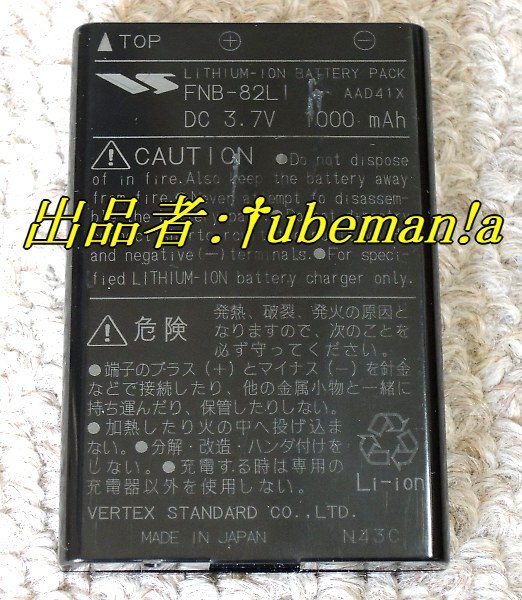 ▲TOP ⊕ ⊖
LITHIUM-ION BATTERY PACK
FNB-82LI AAD41X
DC 3.7V 1000 mAh
⚠CAUTION ●Do not dispose
of in fire. Also keep the battery away
from fire. ●Never attempt to disassem-
出品者:†ubeman!a
and negative(−)terminals. ●For speci-
fied LITHIUM-ION battery charger only.
⚠危険 発熱、破裂、発火の原因と
なりますので、次のことを
必ず守ってください。
●端子のプラス(+)とマイナス(−)を針金
などで接続したり、他の金属小物と一緒に
持ち運んだり、保管したりしない。
●加熱したり火の中へ投げ込ま
ない。●分解・改造・ハンダ付けを
しない。●充電する時は専用の
充電器以外を使用しない。
Li-ion
VERTEX STANDARD CO.,LTD.
MADE IN JAPAN N43C